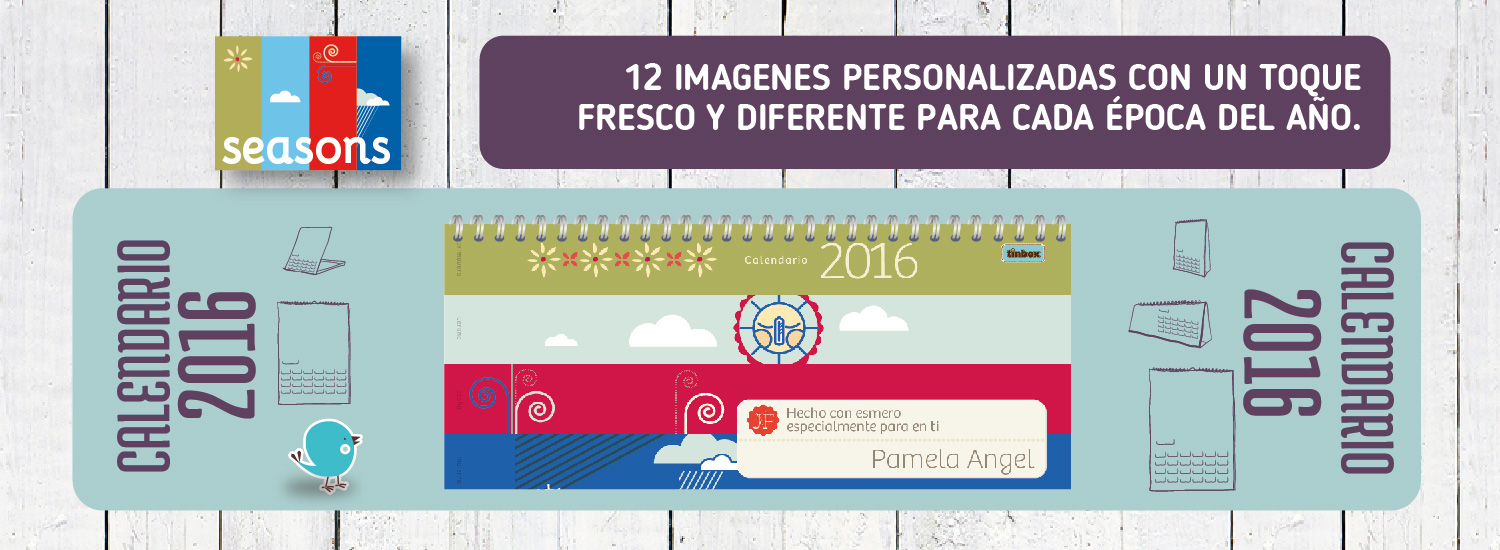 seasons
12 IMAGENES PERSONALIZADAS CON UN TOQUE
FRESCO Y DIFERENTE PARA CADA ÉPOCA DEL AÑO.
CALENDARIO
2016
Calendario 2016
tinbox
JF
Hecho con esmero
especialmente para en ti
Pamela Angel
CALENDARIO
2016